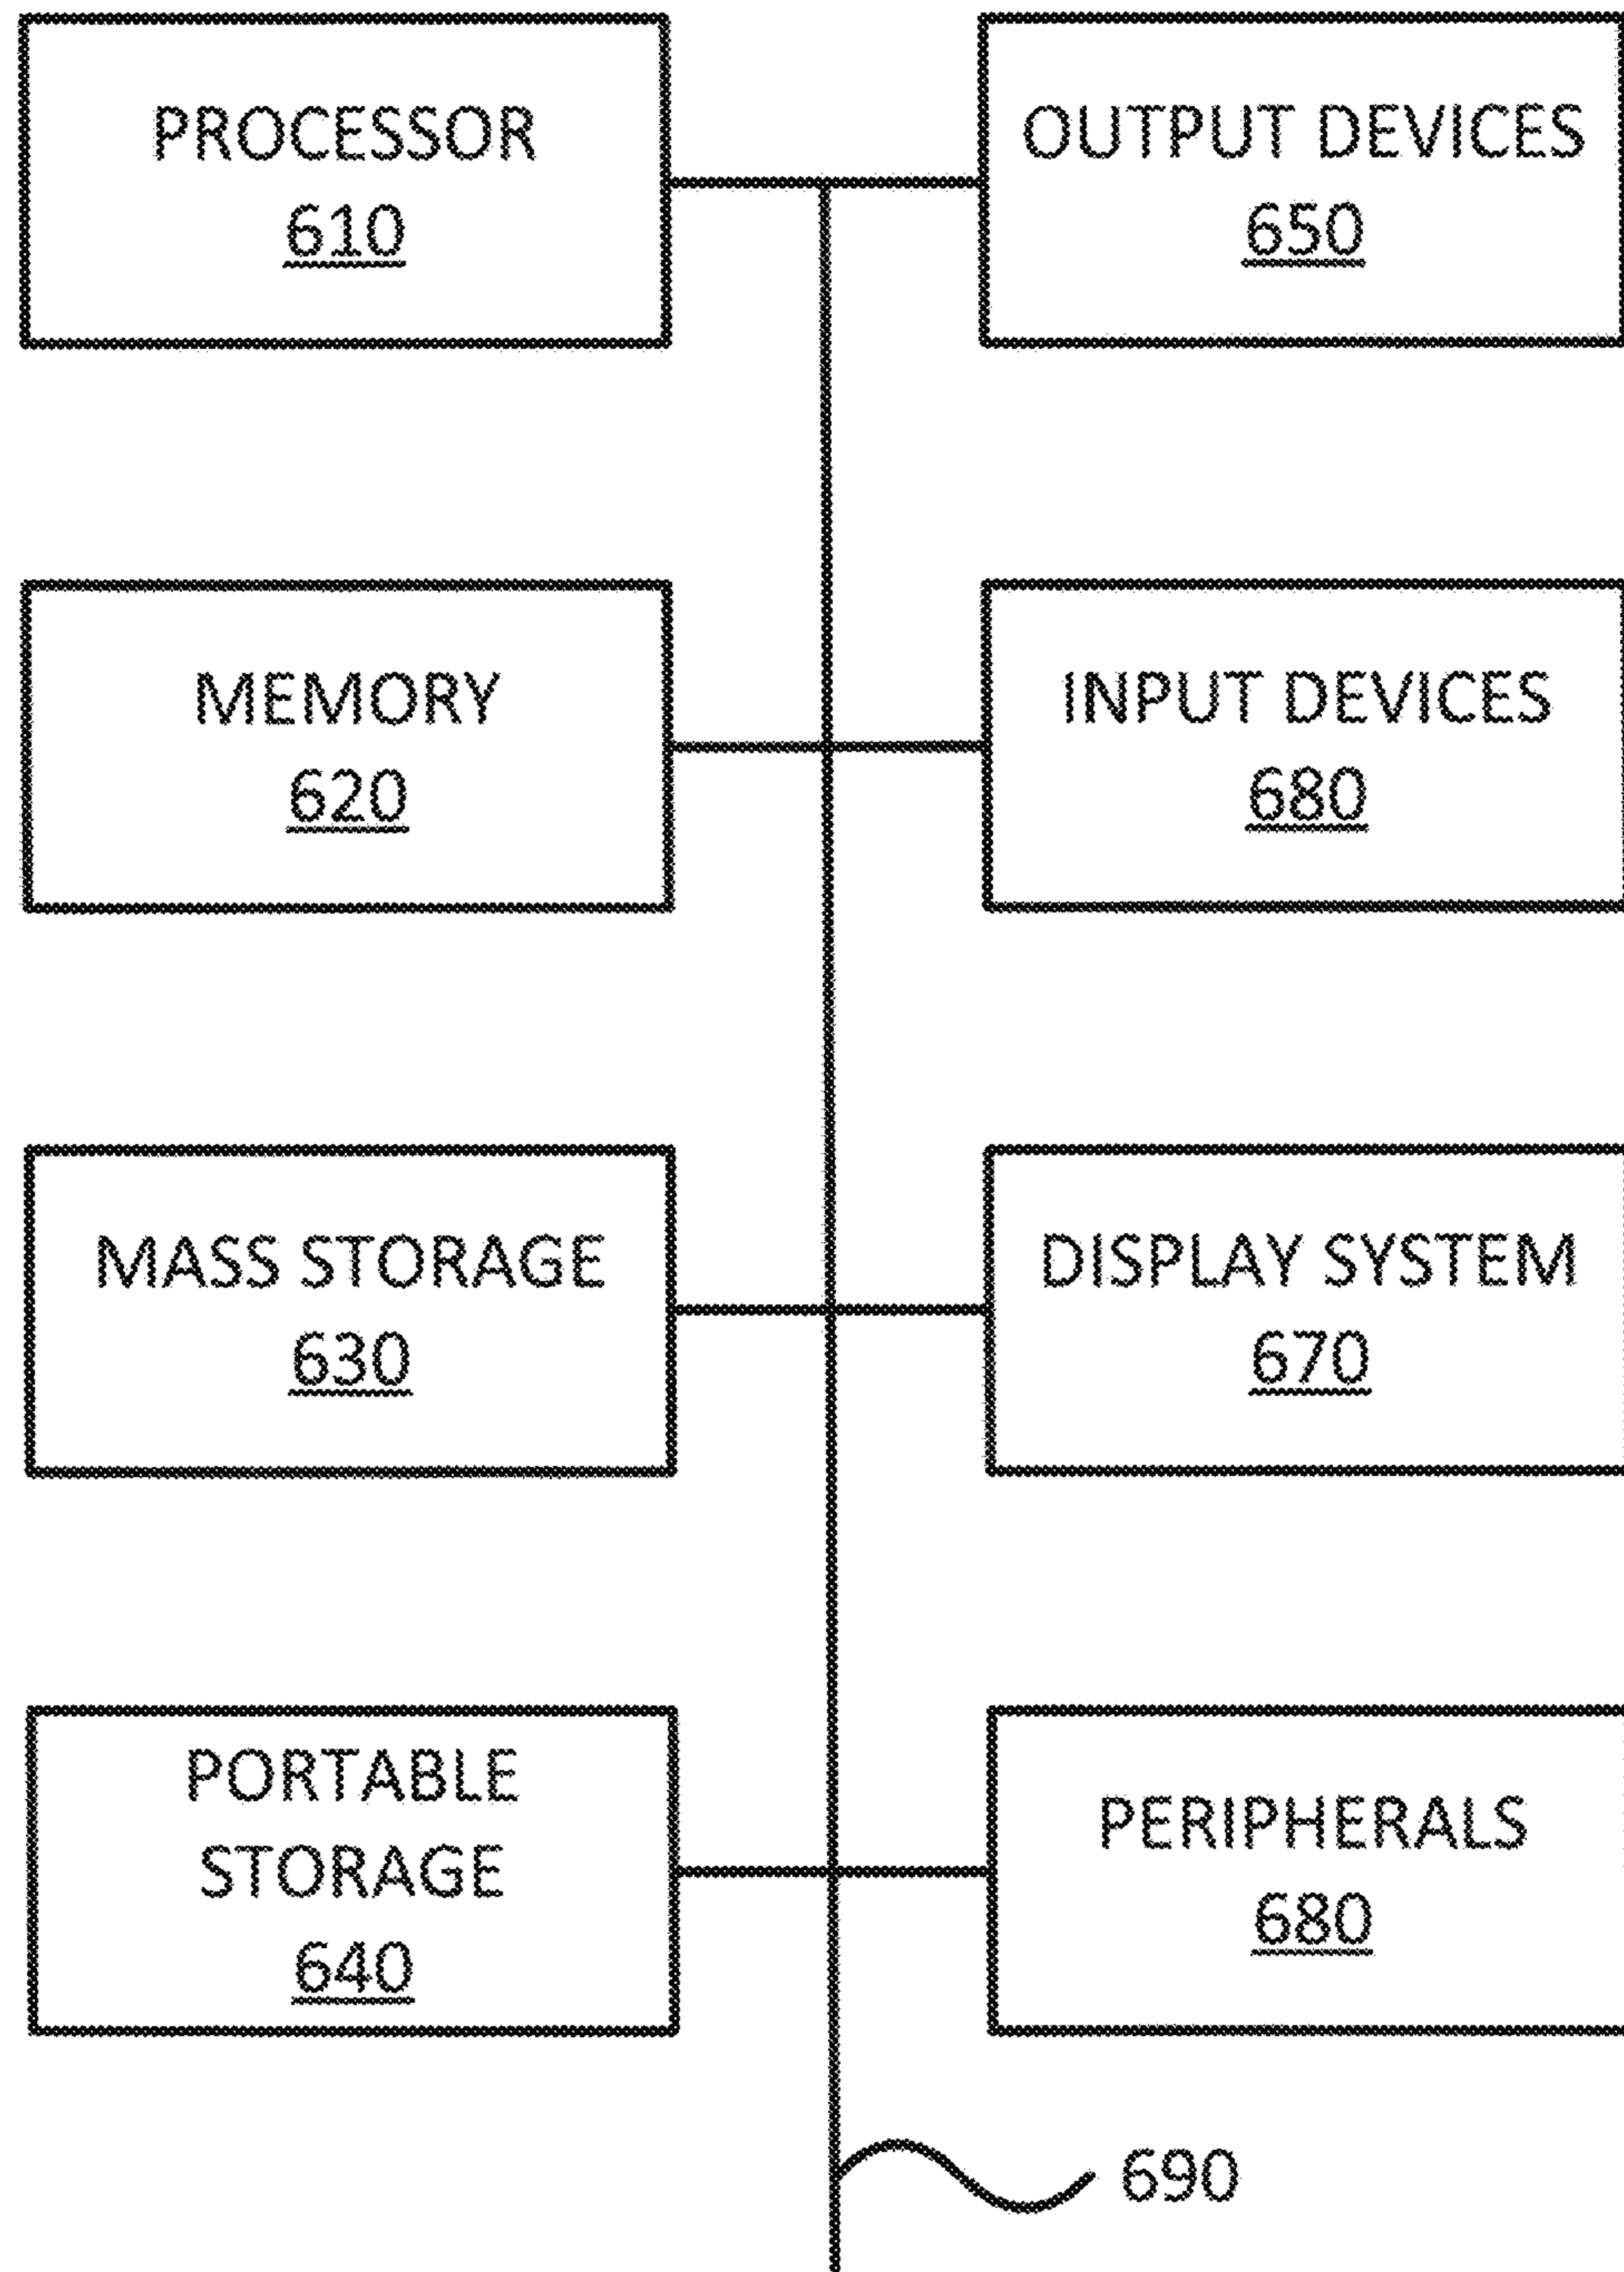 PROCESSOR
610
OUTPUT DEVICES
650
MEMORY
620
INPUT DEVICES
680
MASS STORAGE
630
DISPLAY SYSTEM
670
PORTABLE
STORAGE
640
PERIPHERALS
680
690